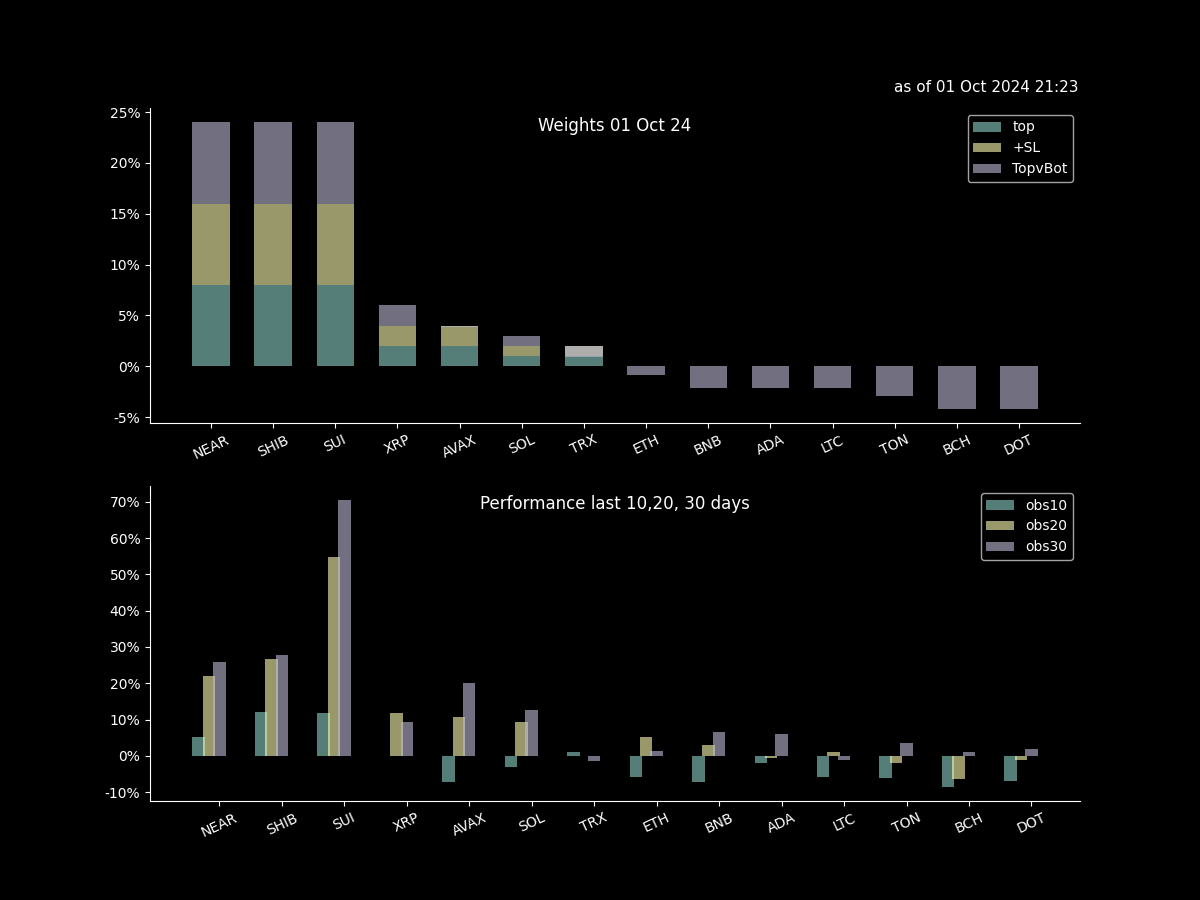 as of 01 Oct 2024 21:23
Weights 01 Oct 24
25%
20%
15%
10%
5%
0%
-5%
top
+SL
TopvBot
NEAR SHIB SUI XRP AVAX SOL TRX ETH BNB ADA LTC TON BCH DOT
Performance last 10,20, 30 days
70%
60%
50%
40%
30%
20%
10%
0%
-10%
obs10
obs20
obs30
NEAR SHIB SUI XRP AVAX SOL TRX ETH BNB ADA LTC TON BCH DOT